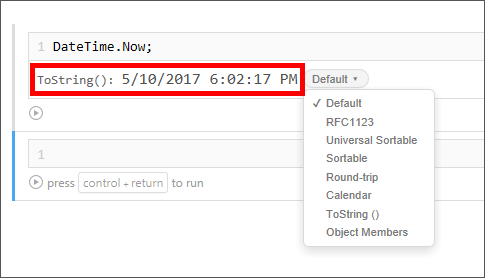 1 DateTime.Now;
ToString(): 5/10/2017 6:02:17 PM Default ▾
✓ Default
RFC1123
Universal Sortable
Sortable
Round-trip
Calendar
ToString ()
Object Members
1
press control + return to run